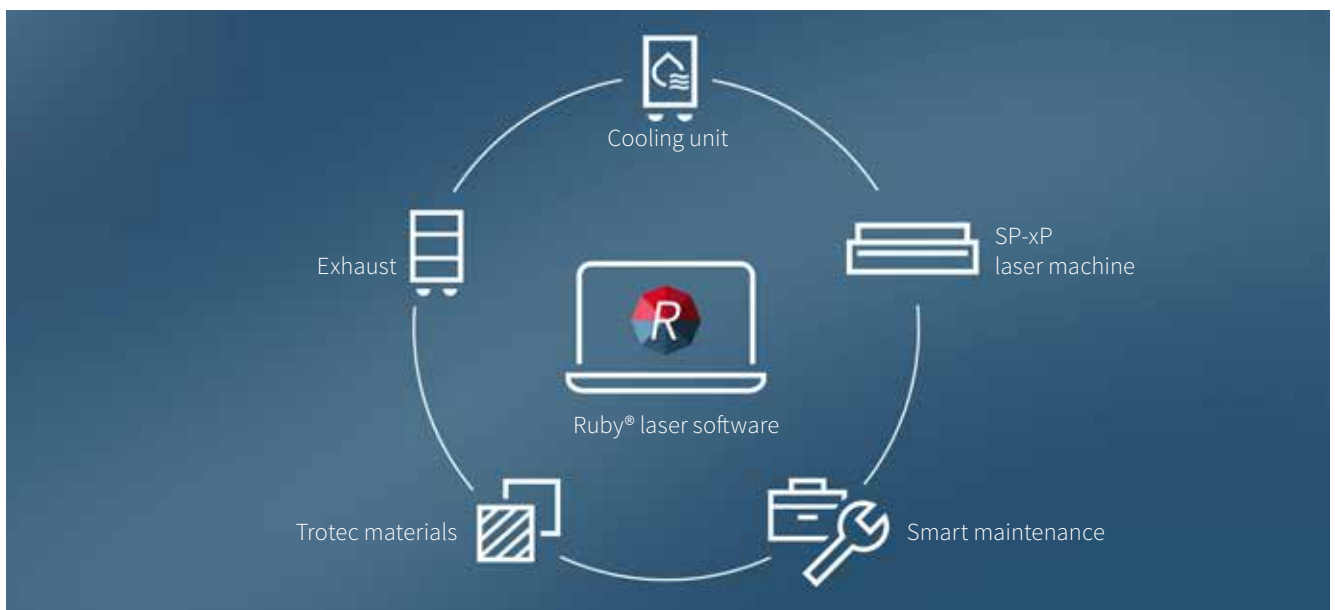 Cooling unit
SP-xP
laser machine
Exhaust
R
Ruby® laser software
Trotec materials
Smart maintenance